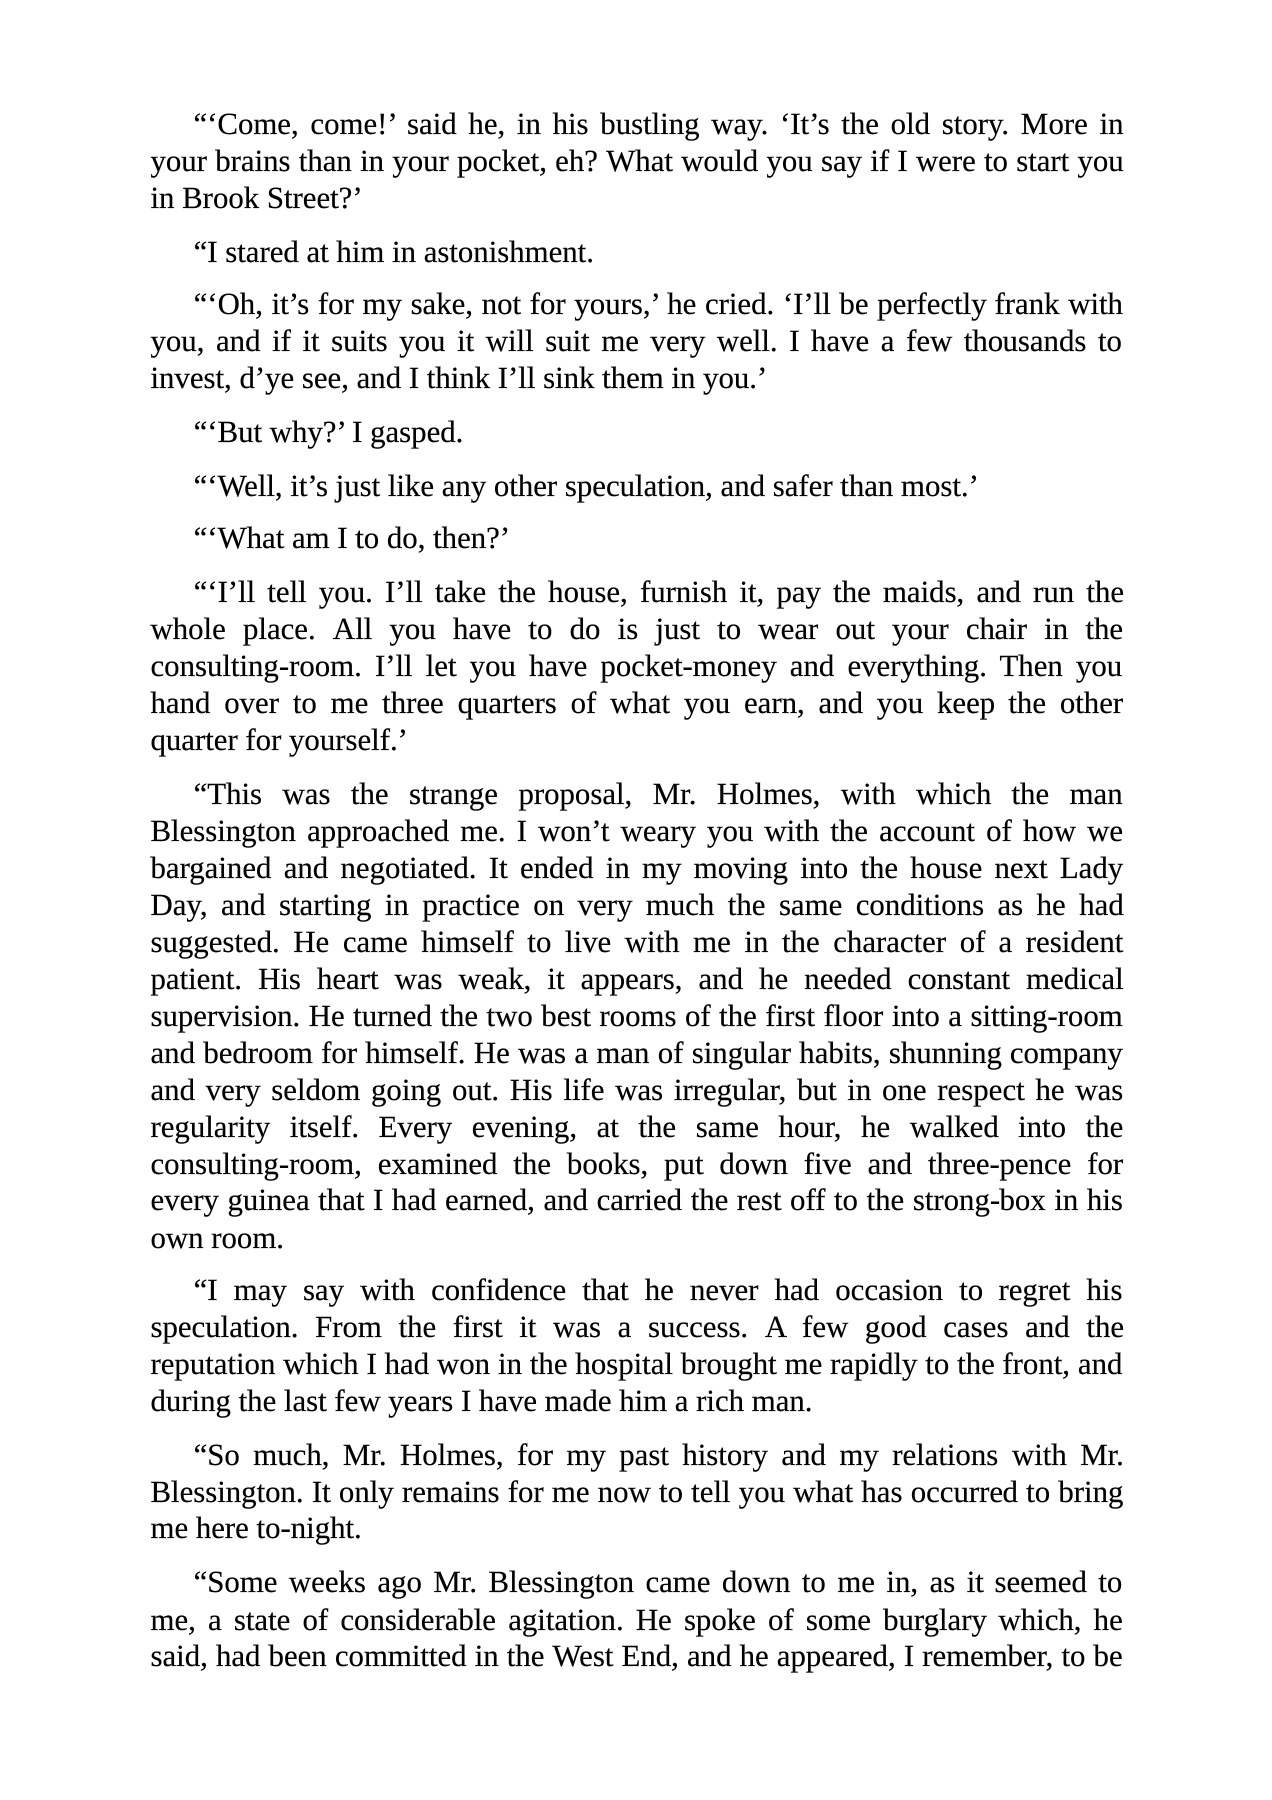 “‘Come, come!’ said he, in his bustling way. ‘It’s the old story. More in
your brains than in your pocket, eh? What would you say if I were to start you
in Brook Street?’
“I stared at him in astonishment.
“‘Oh, it’s for my sake, not for yours,’ he cried. ‘I’ll be perfectly frank with
you, and if it suits you it will suit me very well. I have a few thousands to
invest, d’ye see, and I think I’ll sink them in you.’
“‘But why?’ I gasped.
“‘Well, it’s just like any other speculation, and safer than most.’
“‘What am I to do, then?’
“‘I’ll tell you. I’ll take the house, furnish it, pay the maids, and run the
whole place. All you have to do is just to wear out your chair in the
consulting-room. I’ll let you have pocket-money and everything. Then you
hand over to me three quarters of what you earn, and you keep the other
quarter for yourself.’
“This was the strange proposal, Mr. Holmes, with which the man
Blessington approached me. I won’t weary you with the account of how we
bargained and negotiated. It ended in my moving into the house next Lady
Day, and starting in practice on very much the same conditions as he had
suggested. He came himself to live with me in the character of a resident
patient. His heart was weak, it appears, and he needed constant medical
supervision. He turned the two best rooms of the first floor into a sitting-room
and bedroom for himself. He was a man of singular habits, shunning company
and very seldom going out. His life was irregular, but in one respect he was
regularity itself. Every evening, at the same hour, he walked into the
consulting-room, examined the books, put down five and three-pence for
every guinea that I had earned, and carried the rest off to the strong-box in his
own room.
“I may say with confidence that he never had occasion to regret his
speculation. From the first it was a success. A few good cases and the
reputation which I had won in the hospital brought me rapidly to the front, and
during the last few years I have made him a rich man.
“So much, Mr. Holmes, for my past history and my relations with Mr.
Blessington. It only remains for me now to tell you what has occurred to bring
me here to-night.
“Some weeks ago Mr. Blessington came down to me in, as it seemed to
me, a state of considerable agitation. He spoke of some burglary which, he
said, had been committed in the West End, and he appeared, I remember, to be